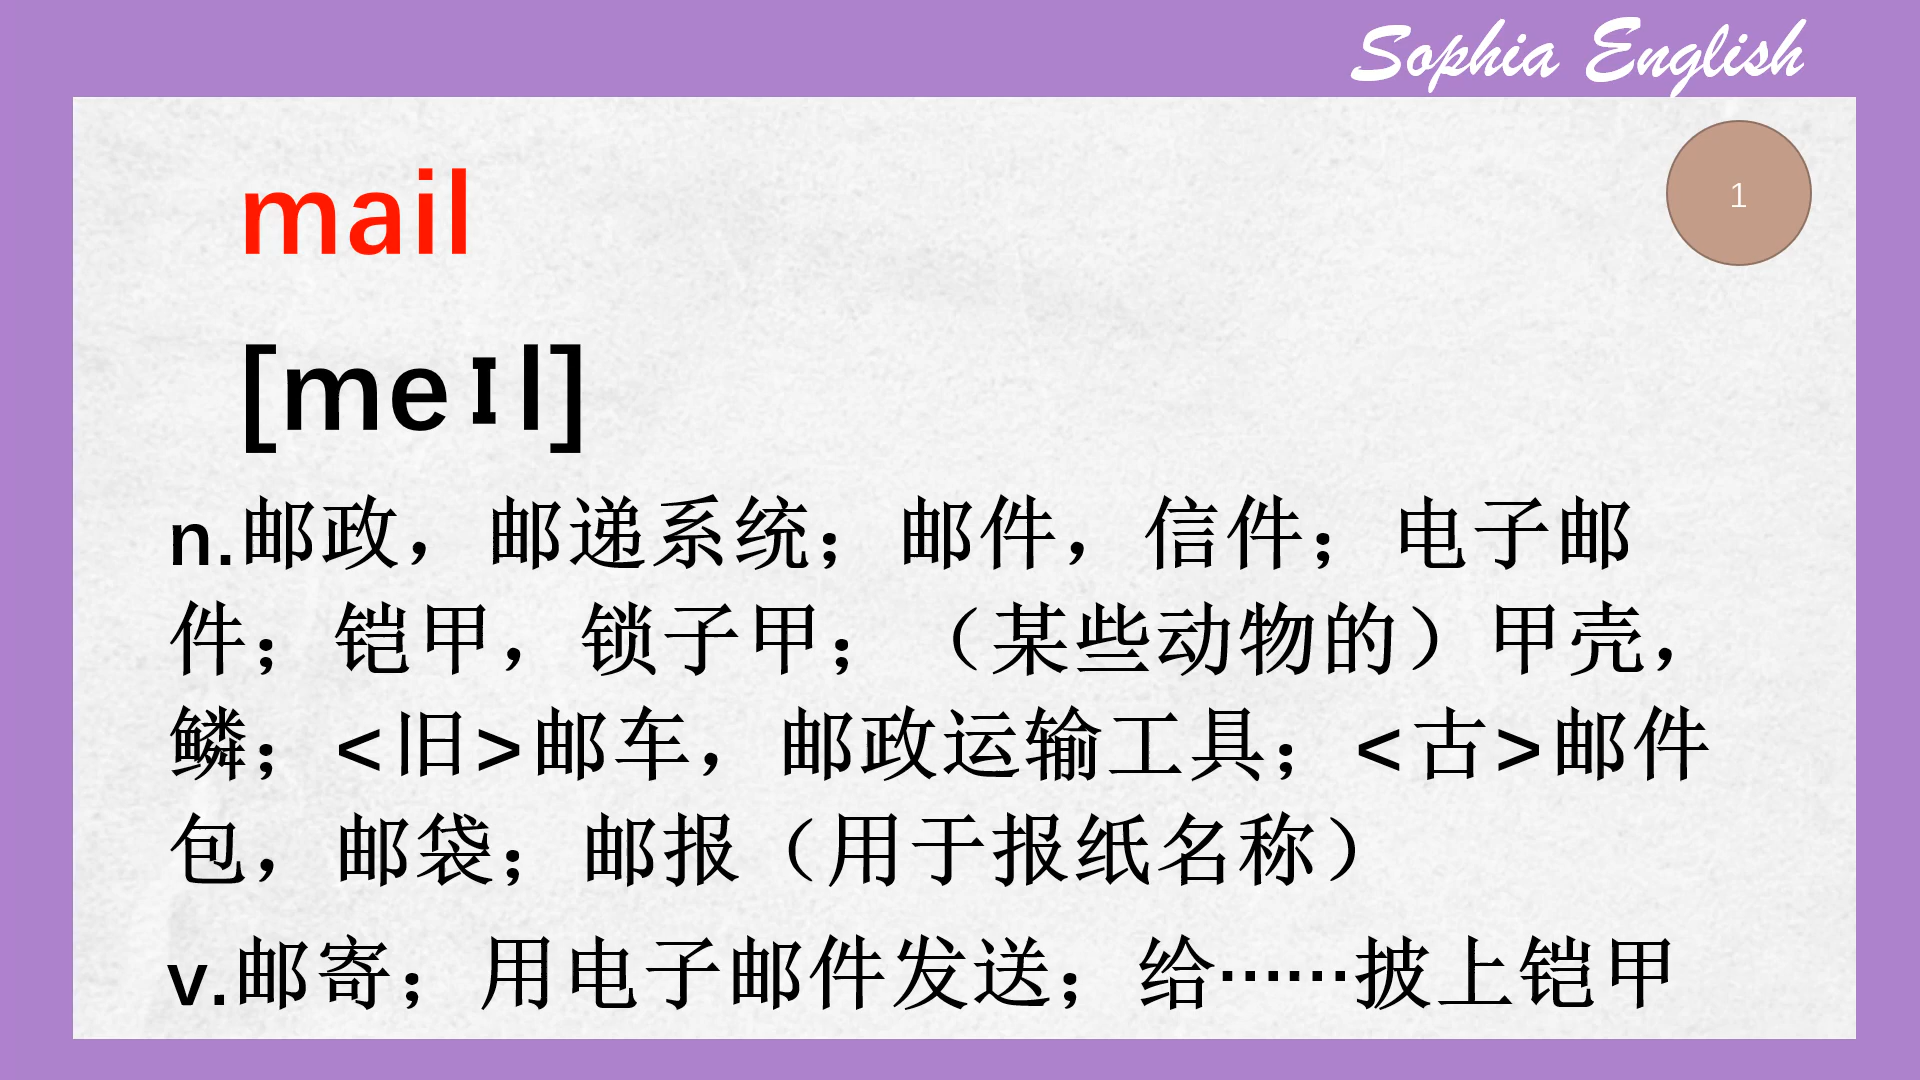 Sophia English
1
mail
[meɪl]
n.邮政，邮递系统；邮件，信件；电子邮
件；铠甲，锁子甲；（某些动物的）甲壳，
鳞；<旧>邮车，邮政运输工具；<古>邮件
包，邮袋；邮报（用于报纸名称）
v.邮寄；用电子邮件发送；给……披上铠甲